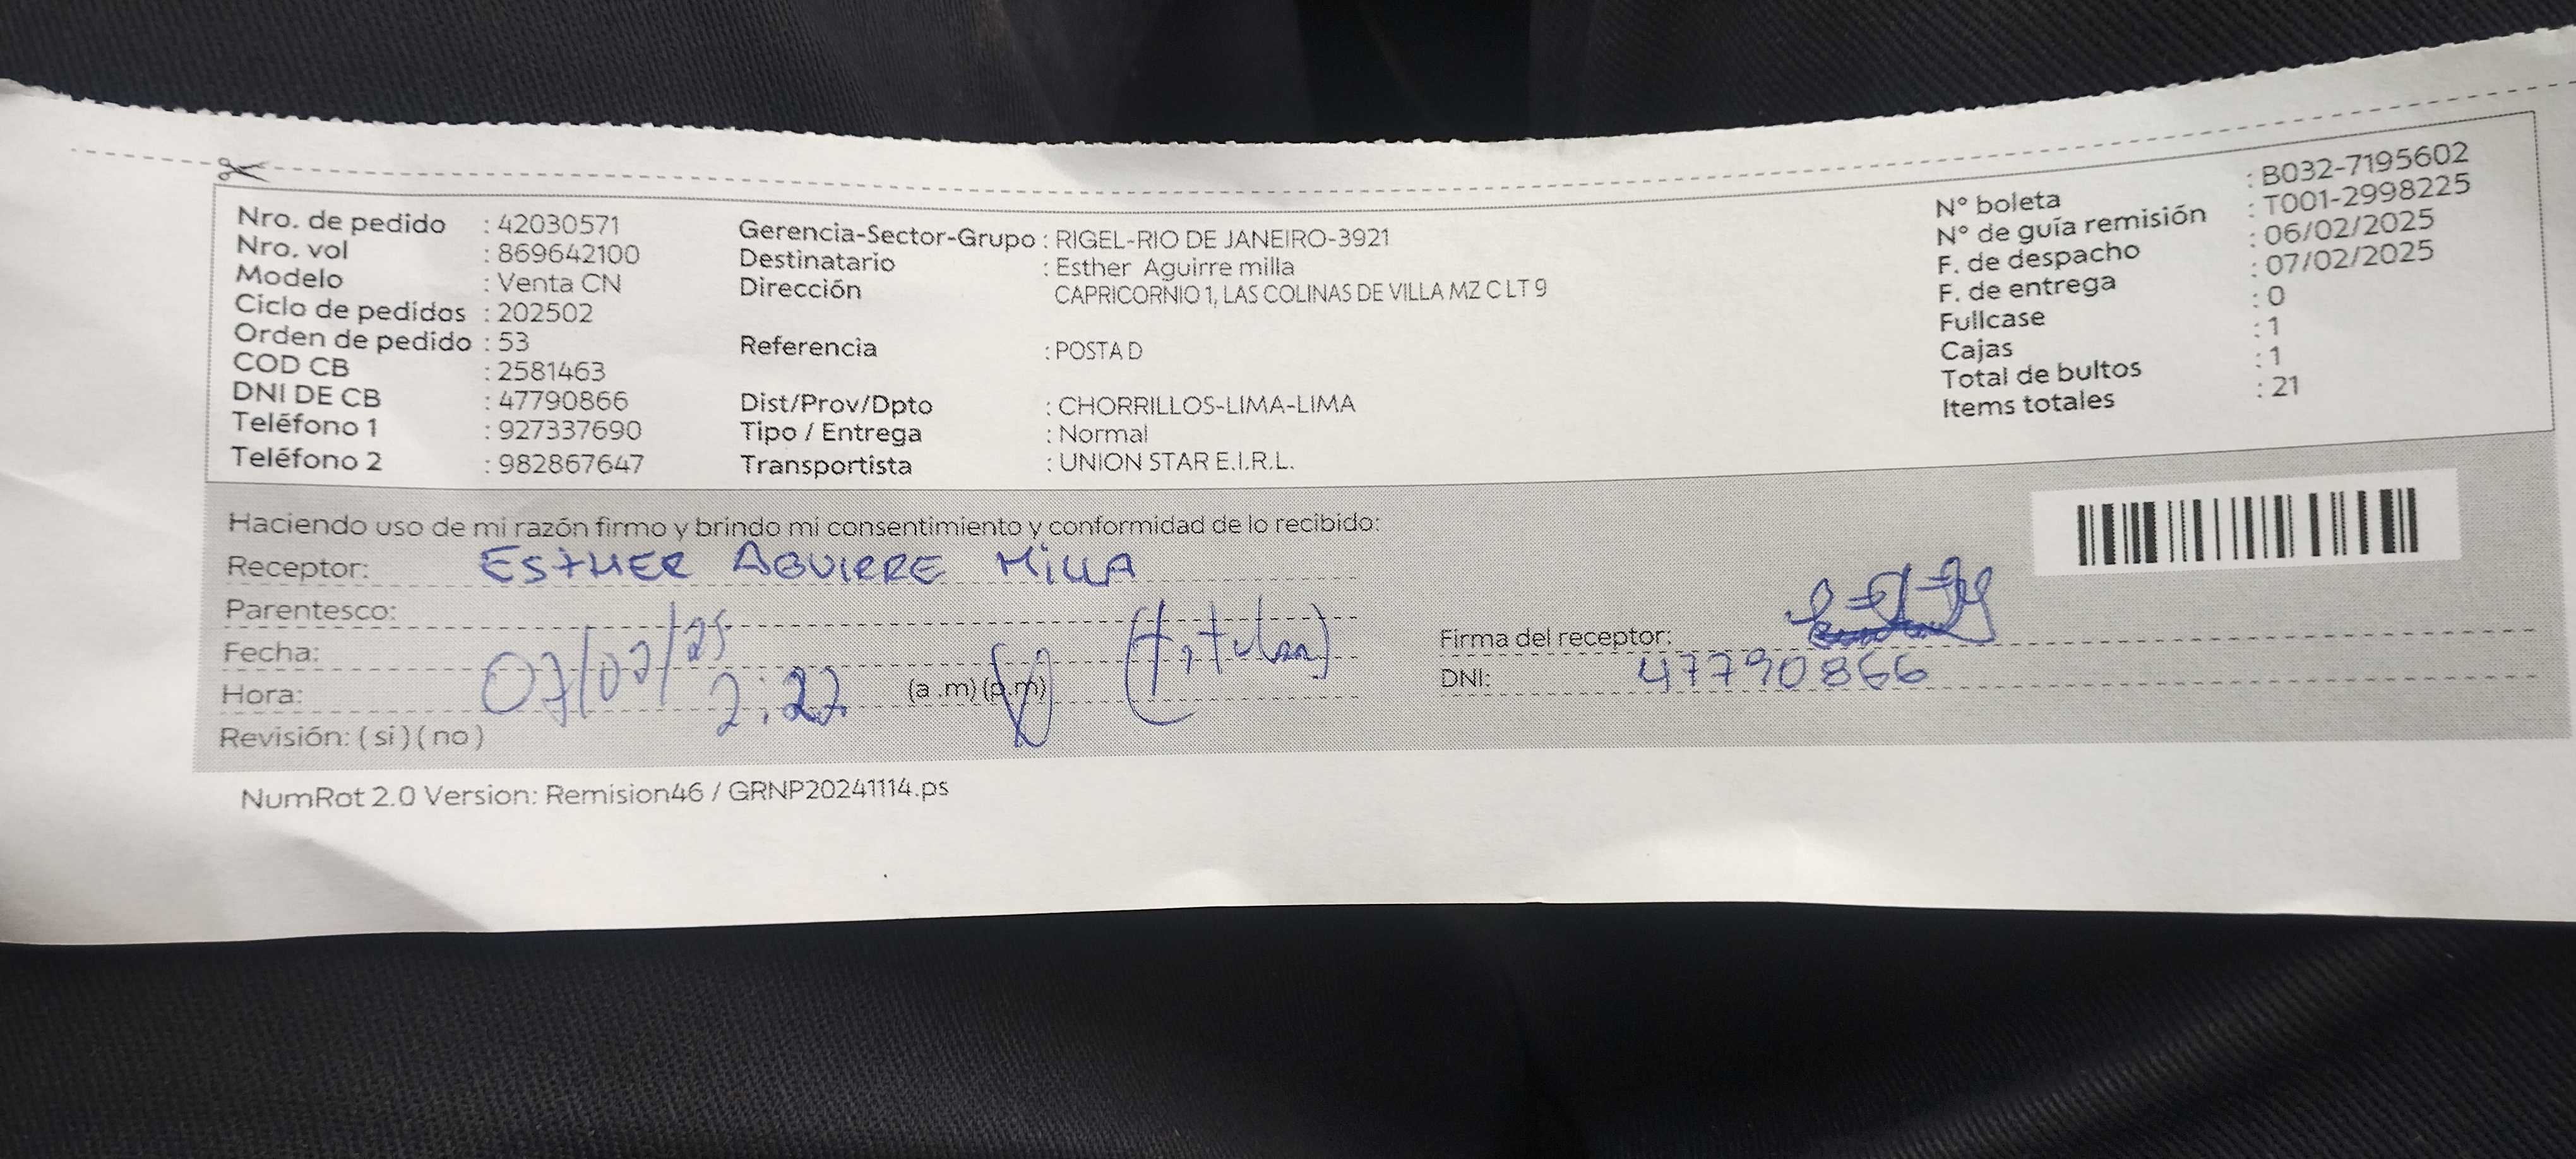 Nro. de pedido : 42030571
Nro. vol : 869642100
Modelo : Venta CN
Ciclo de pedidos : 202502
Orden de pedido : 53
COD CB : 2581463
DNI DE CB : 47790866
Teléfono 1 : 927337690
Teléfono 2 : 982867647
Gerencia-Sector-Grupo : RIGEL-RIO DE JANEIRO-3921
Destinatario : Esther Aguirre milla
Dirección CAPRICORNIO 1, LAS COLINAS DE VILLA MZ C LT 9
Referencia : POSTA D
Dist/Prov/Dpto : CHORRILLOS-LIMA-LIMA
Tipo / Entrega : Normal
Transportista : UNION STAR E.I.R.L.
N° boleta : B032-7195602
N° de guía remisión : T001-2998225
F. de despacho : 06/02/2025
F. de entrega : 07/02/2025
Fullcase : 0
Cajas : 1
Total de bultos : 1
Items totales : 21
Haciendo uso de mi razón firmo y brindo mi consentimiento y conformidad de lo recibido:
Receptor: ESTHER AGUIRRE MILLA
Parentesco: (titular)
Fecha: 07/02/25
Hora: 2:22 (a.m) (p.m)
Revisión: ( si ) ( no )
Firma del receptor:
DNI: 47790866
NumRot 2.0 Version: Remision46 / GRNP20241114.ps